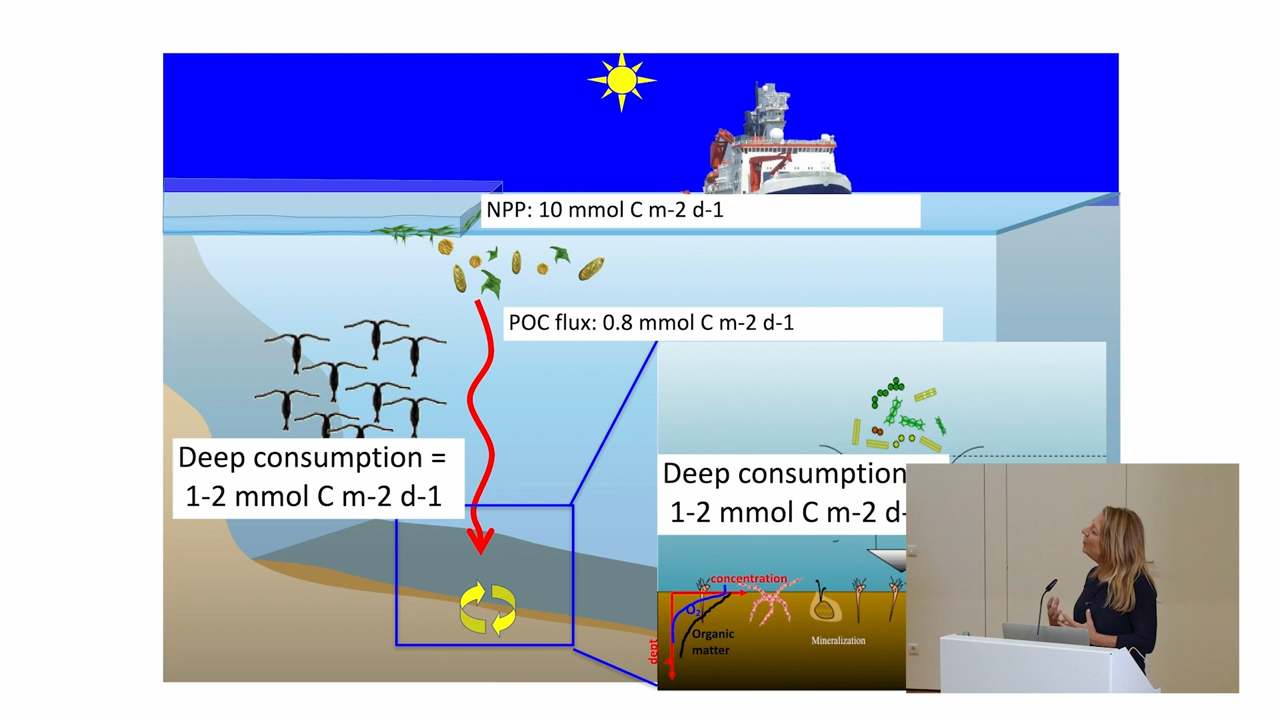 NPP: 10 mmol C m-2 d-1
POC flux: 0.8 mmol C m-2 d-1
Deep consumption =
1-2 mmol C m-2 d-1
Deep consumption
1-2 mmol C m-2 d-
concentration
O₂
Organic
matter
Mineralization
dept